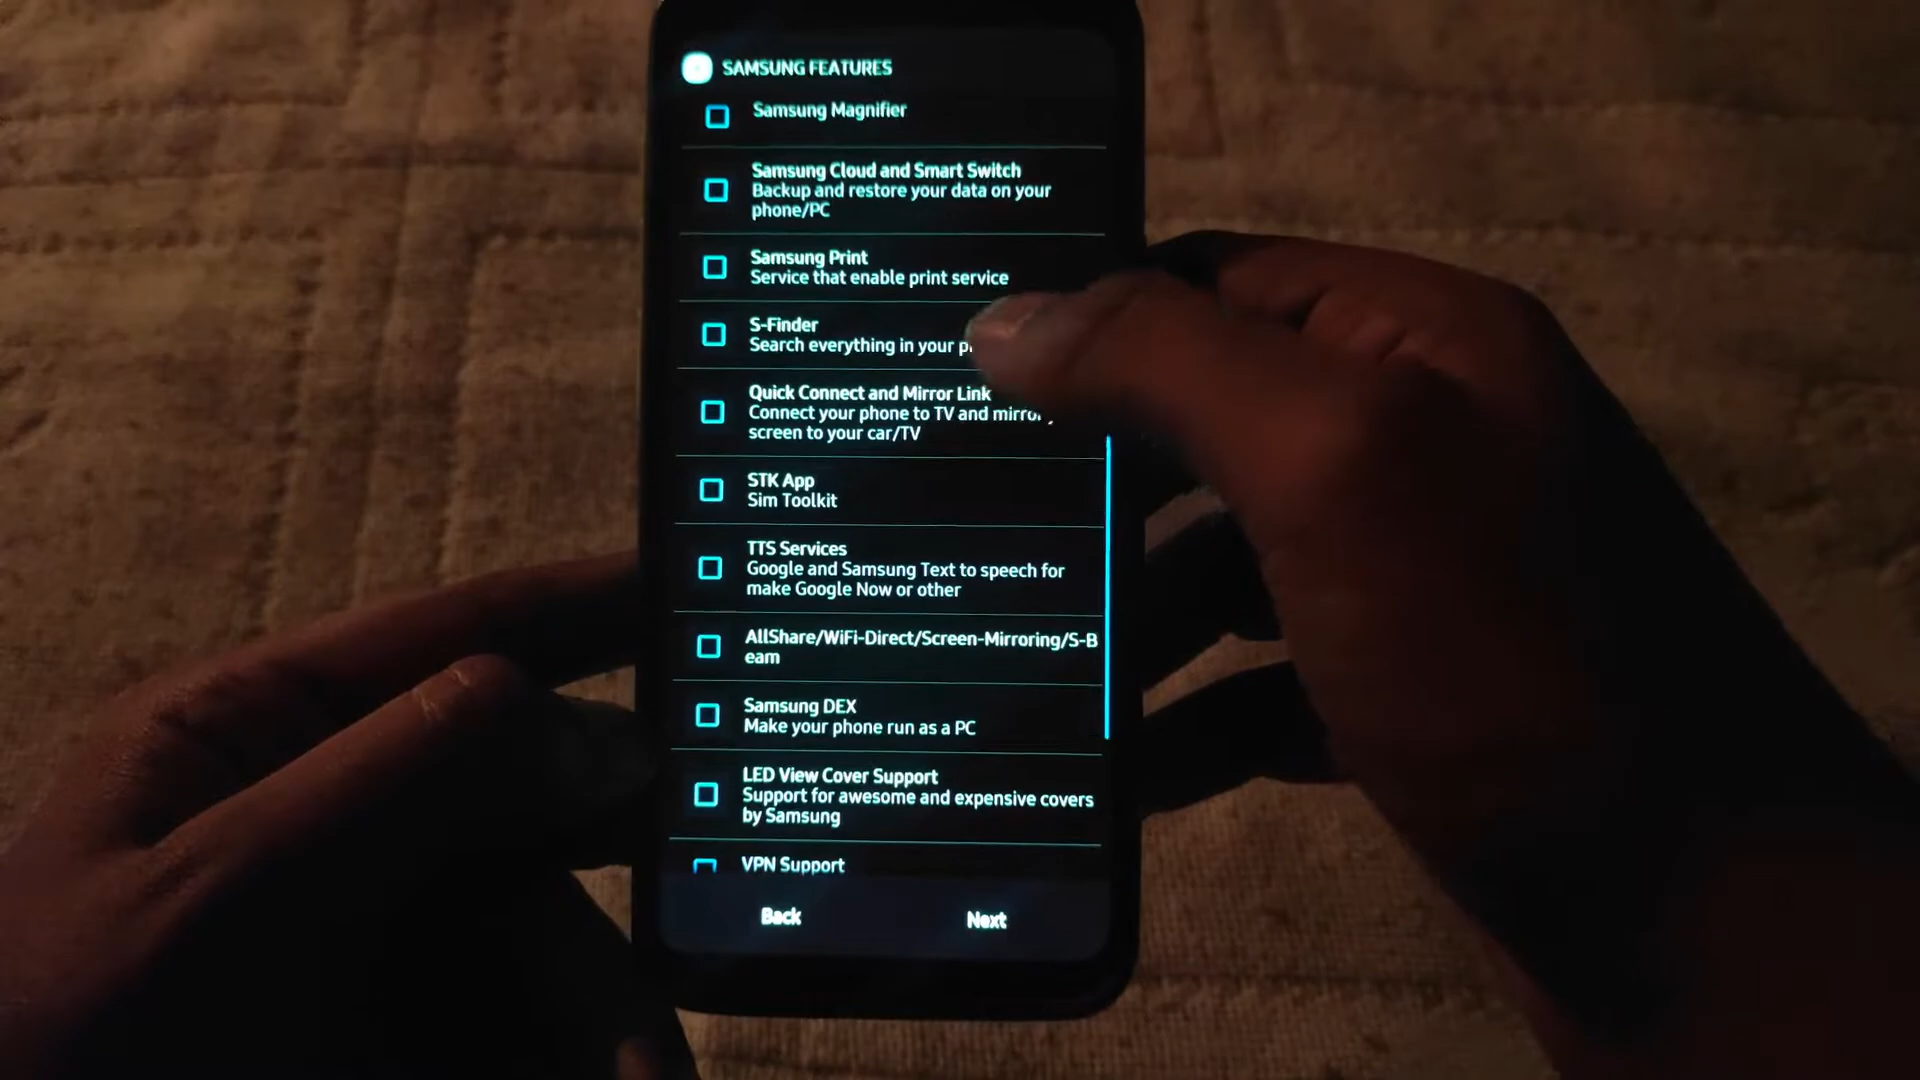 SAMSUNG FEATURES
Samsung Magnifier
Samsung Cloud and Smart Switch
Backup and restore your data on your
phone/PC
Samsung Print
Service that enable print service
S-Finder
Search everything in your
Quick Connect and Mirror Link
Connect your phone to TV and mirror
screen to your car/TV
STK App
Sim Toolkit
TTS Services
Google and Samsung Text to speech for
make Google Now or other
AllShare/WiFi-Direct/Screen-Mirroring/S-B
eam
Samsung DEX
Make your phone run as a PC
LED View Cover Support
Support for awesome and expensive covers
by Samsung
VPN Support
Back
Next